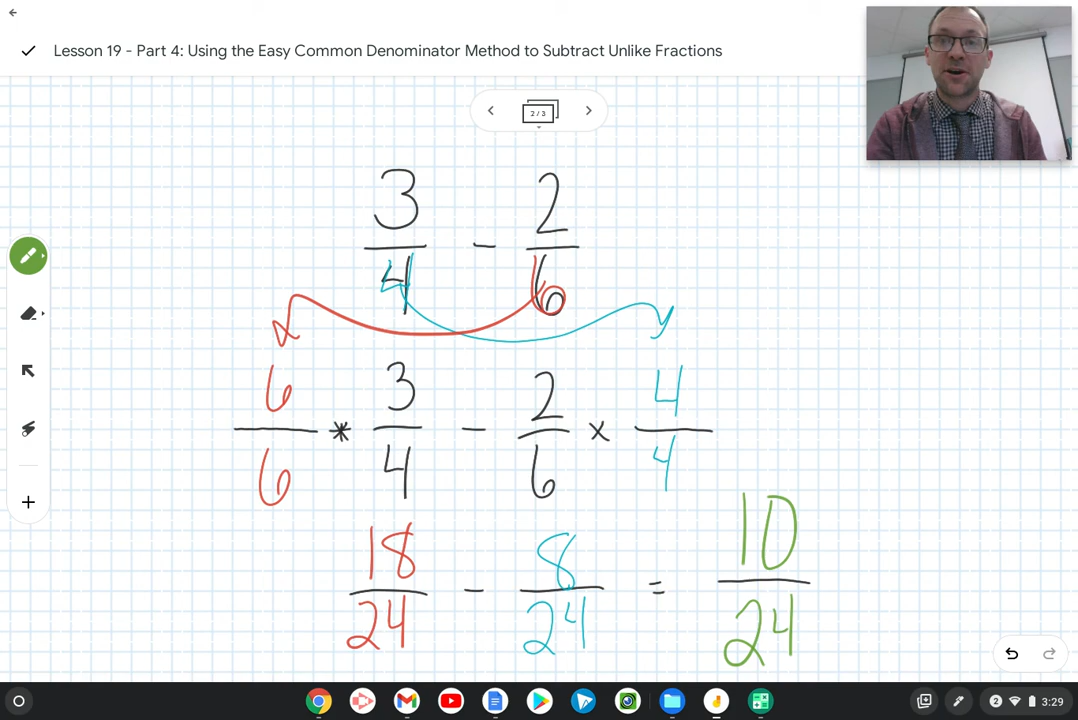 Lesson 19 - Part 4: Using the Easy Common Denominator Method to Subtract Unlike Fractions
2 / 3
3/4 - 2/6
6/6 * 3/4 - 2/6 x 4/4
18/24 - 8/24 = 10/24
2 3:29